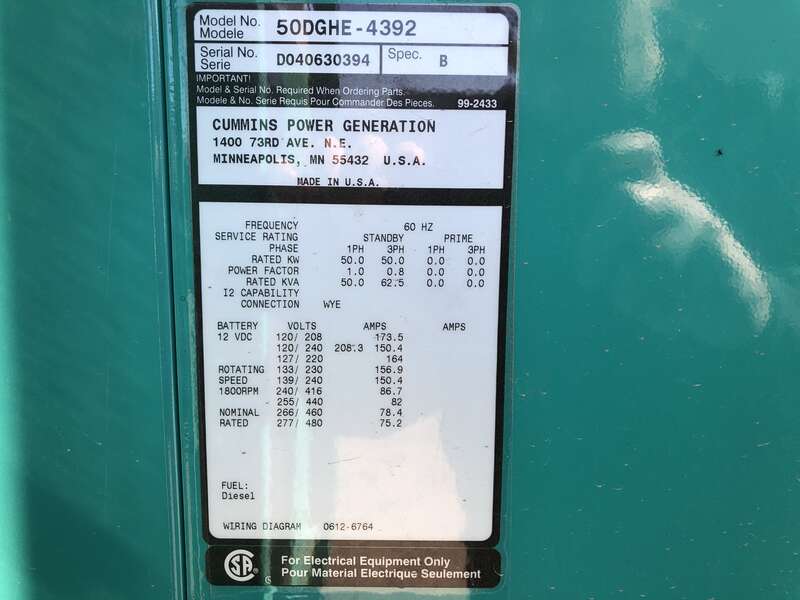 Model No. 50DGHE-4392
Modele
Serial No. D040630394 Spec. B
Serie
IMPORTANT!
Model & Serial No. Required When Ordering Parts.
Modele & No. Serie Requis Pour Commander Des Pieces. 99-2433
CUMMINS POWER GENERATION
1400 73RD AVE. N.E.
MINNEAPOLIS, MN 55432 U.S.A.
MADE IN U.S.A.
FREQUENCY 60 HZ
SERVICE RATING STANDBY PRIME
PHASE 1PH 3PH 1PH 3PH
RATED KW 50.0 50.0 0.0 0.0
POWER FACTOR 1.0 0.8 0.0 0.0
RATED KVA 50.0 62.5 0.0 0.0
I2 CAPABILITY
CONNECTION WYE
BATTERY VOLTS AMPS AMPS
12 VDC 120/ 208 173.5
120/ 240 208.3 150.4
127/ 220 164
ROTATING 133/ 230 156.9
SPEED 139/ 240 150.4
1800RPM 240/ 416 86.7
255/ 440 82
NOMINAL 266/ 460 78.4
RATED 277/ 480 75.2
FUEL:
Diesel
WIRING DIAGRAM 0612-6764
SA ® For Electrical Equipment Only
Pour Material Electrique Seulement